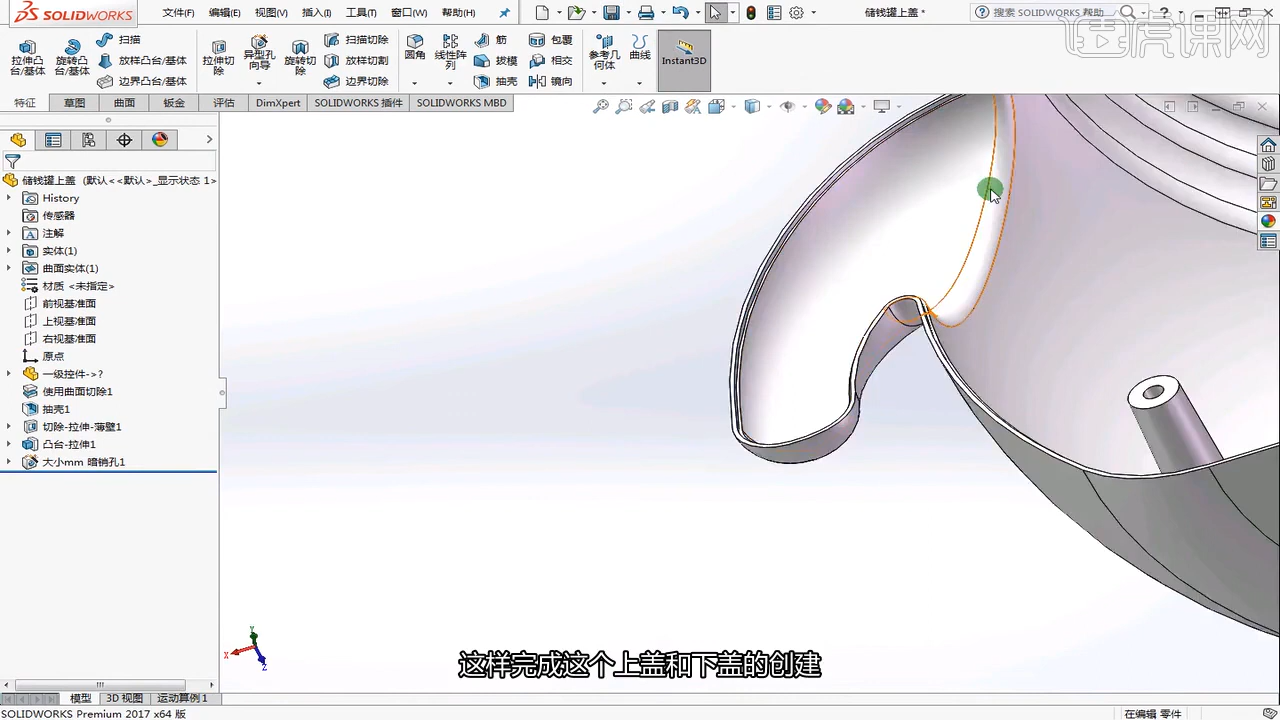 SOLIDWORKS
文件(F) 编辑(E) 视图(V) 插入(I) 工具(T) 窗口(W) 帮助(H)
储钱罐上盖 *
搜索 SOLIDWORKS 帮助
虎课网
拉伸凸台/基体
旋转凸台/基体
扫描
放样凸台/基体
边界凸台/基体
拉伸切除
异型孔向导
旋转切除
扫描切除
放样切割
边界切除
圆角
线性阵列
筋
拔模
抽壳
包覆
相交
镜向
参考几何体
曲线
Instant3D
特征 草图 曲面 钣金 评估 DimXpert SOLIDWORKS 插件 SOLIDWORKS MBD
储钱罐上盖 (默认<<默认>_显示状态 1>
History
传感器
注解
实体(1)
曲面实体(1)
材质 <未指定>
前视基准面
上视基准面
右视基准面
原点
一级控件->?
使用曲面切除1
抽壳1
切除-拉伸-薄壁1
凸台-拉伸1
大小mm 暗销孔1
Y
X
Z
这样完成这个上盖和下盖的创建
模型 3D 视图 运动算例 1
SOLIDWORKS Premium 2017 x64 版
在编辑 零件